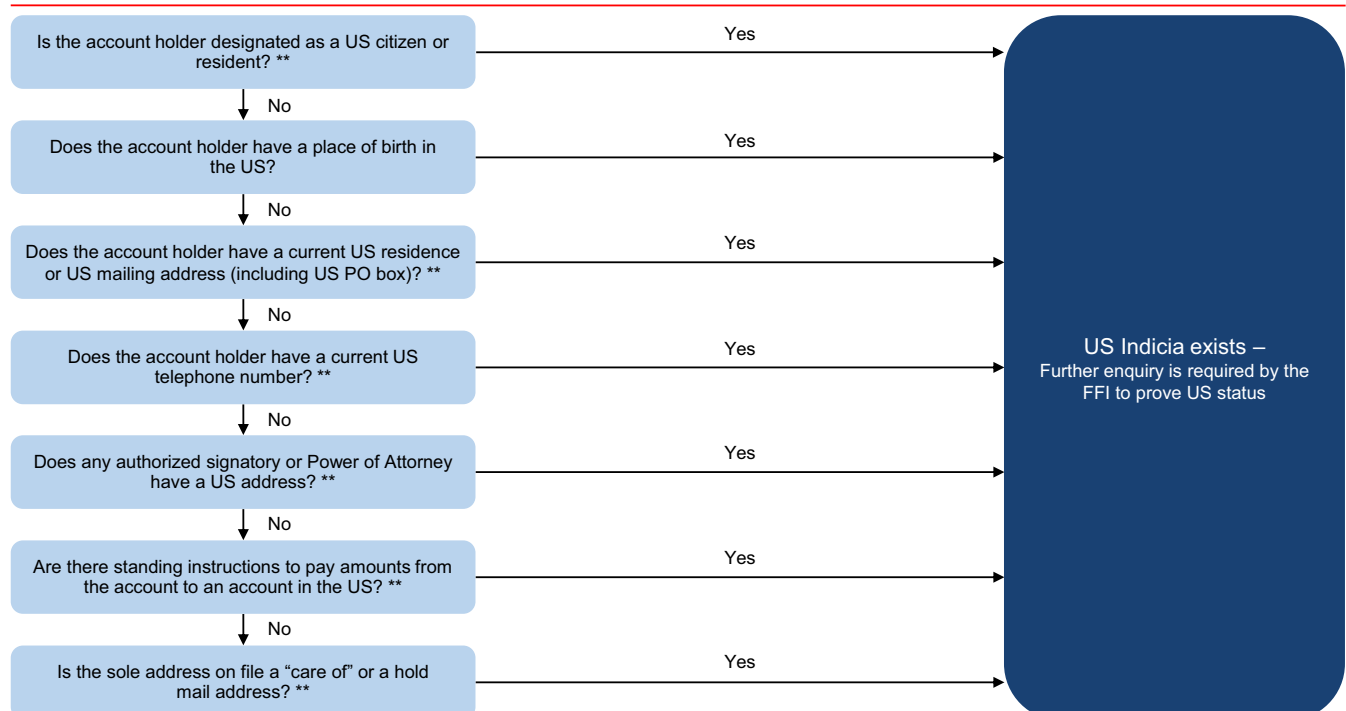 Is the account holder designated as a US citizen or
resident? **
Yes
No
Does the account holder have a place of birth in
the US?
Yes
No
Does the account holder have a current US residence
or US mailing address (including US PO box)? **
Yes
No
Does the account holder have a current US
telephone number? **
Yes
No
Does any authorized signatory or Power of Attorney
have a US address? **
Yes
No
Are there standing instructions to pay amounts from
the account to an account in the US? **
Yes
No
Is the sole address on file a “care of” or a hold
mail address? **
Yes
US Indicia exists –
Further enquiry is required by the
FFI to prove US status